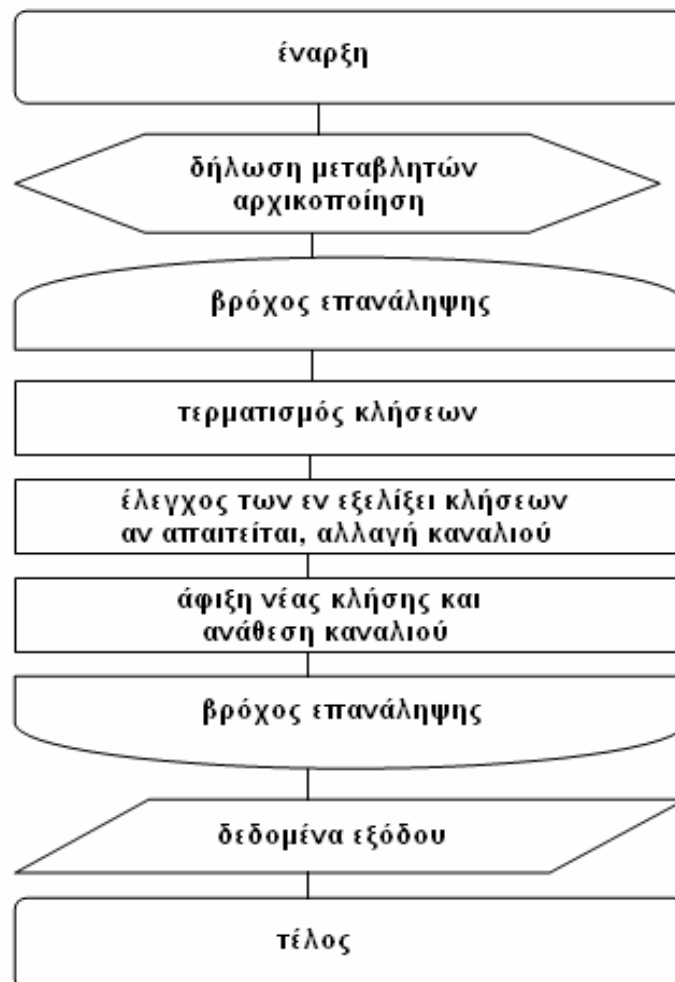 έναρξη
δήλωση μεταβλητών
αρχικοποίηση
βρόχος επανάληψης
τερματισμός κλήσεων
έλεγχος των εν εξελίξει κλήσεων
αν απαιτείται, αλλαγή καναλιού
άφιξη νέας κλήσης και
ανάθεση καναλιού
βρόχος επανάληψης
δεδομένα εξόδου
τέλος